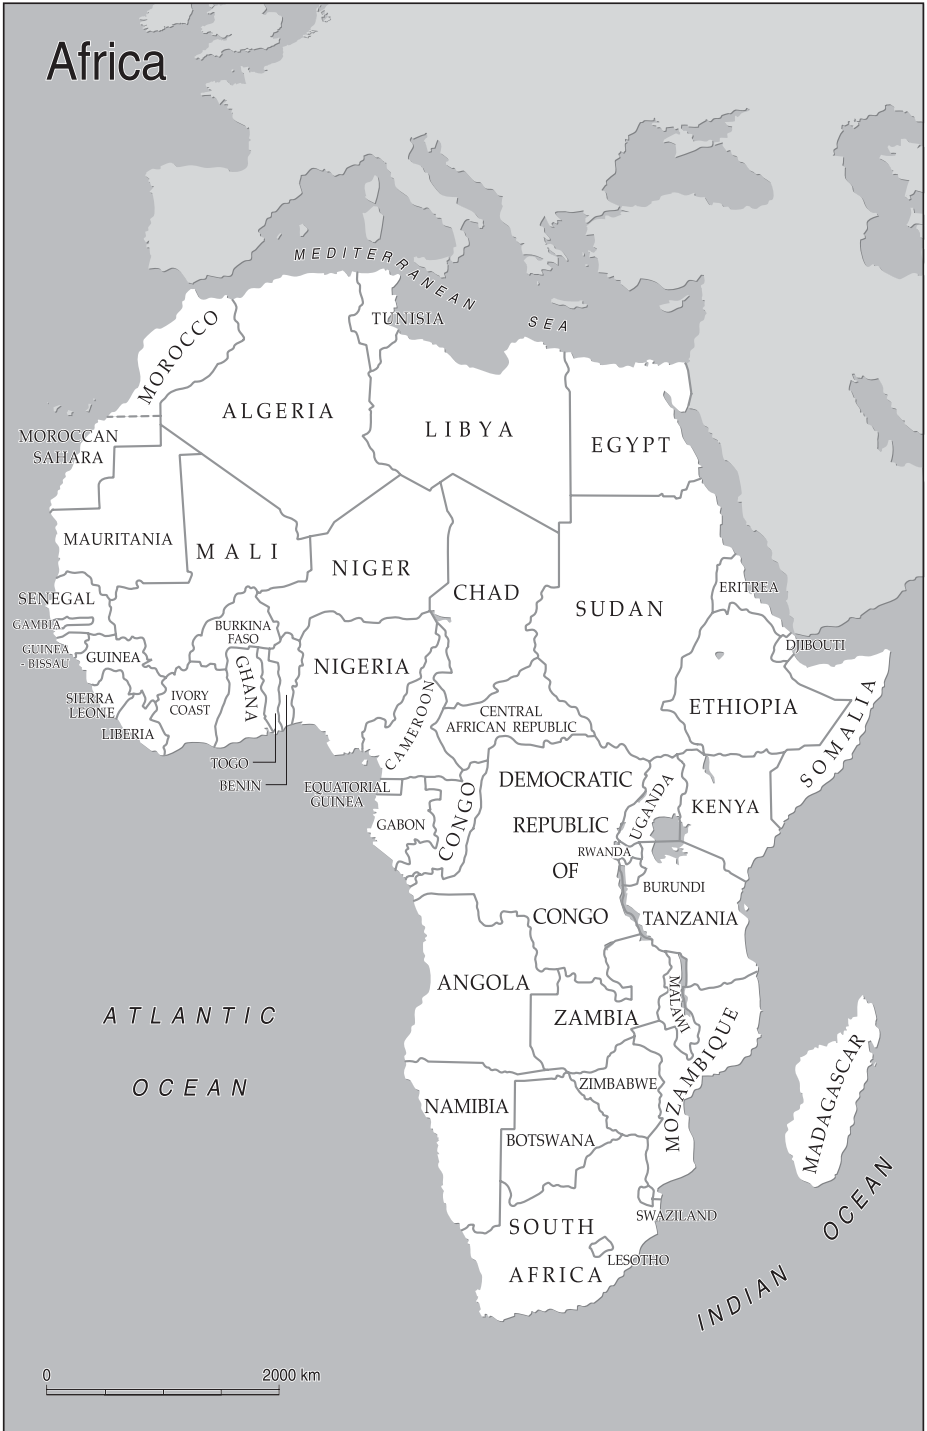 Africa
MEDITERRANEAN
SEA
MOROCCO
TUNISIA
ALGERIA
LIBYA
EGYPT
MOROCCAN
SAHARA
MAURITANIA
MALI
NIGER
CHAD
SUDAN
ERITREA
SENEGAL
GAMBIA
GUINEA
- BISSAU
GUINEA
BURKINA
FASO
NIGERIA
DJIBOUTI
SIERRA
LEONE
LIBERIA
IVORY
COAST
GHANA
TOGO
BENIN
CAMEROON
CENTRAL
AFRICAN REPUBLIC
ETHIOPIA
SOMALIA
EQUATORIAL
GUINEA
GABON
CONGO
DEMOCRATIC
REPUBLIC
OF
CONGO
UGANDA
KENYA
RWANDA
BURUNDI
TANZANIA
ANGOLA
ZAMBIA
MALAWI
MOZAMBIQUE
ATLANTIC
OCEAN
NAMIBIA
ZIMBABWE
BOTSWANA
MADAGASCAR
SWAZILAND
SOUTH
AFRICA
LESOTHO
INDIAN OCEAN
0 2000 km